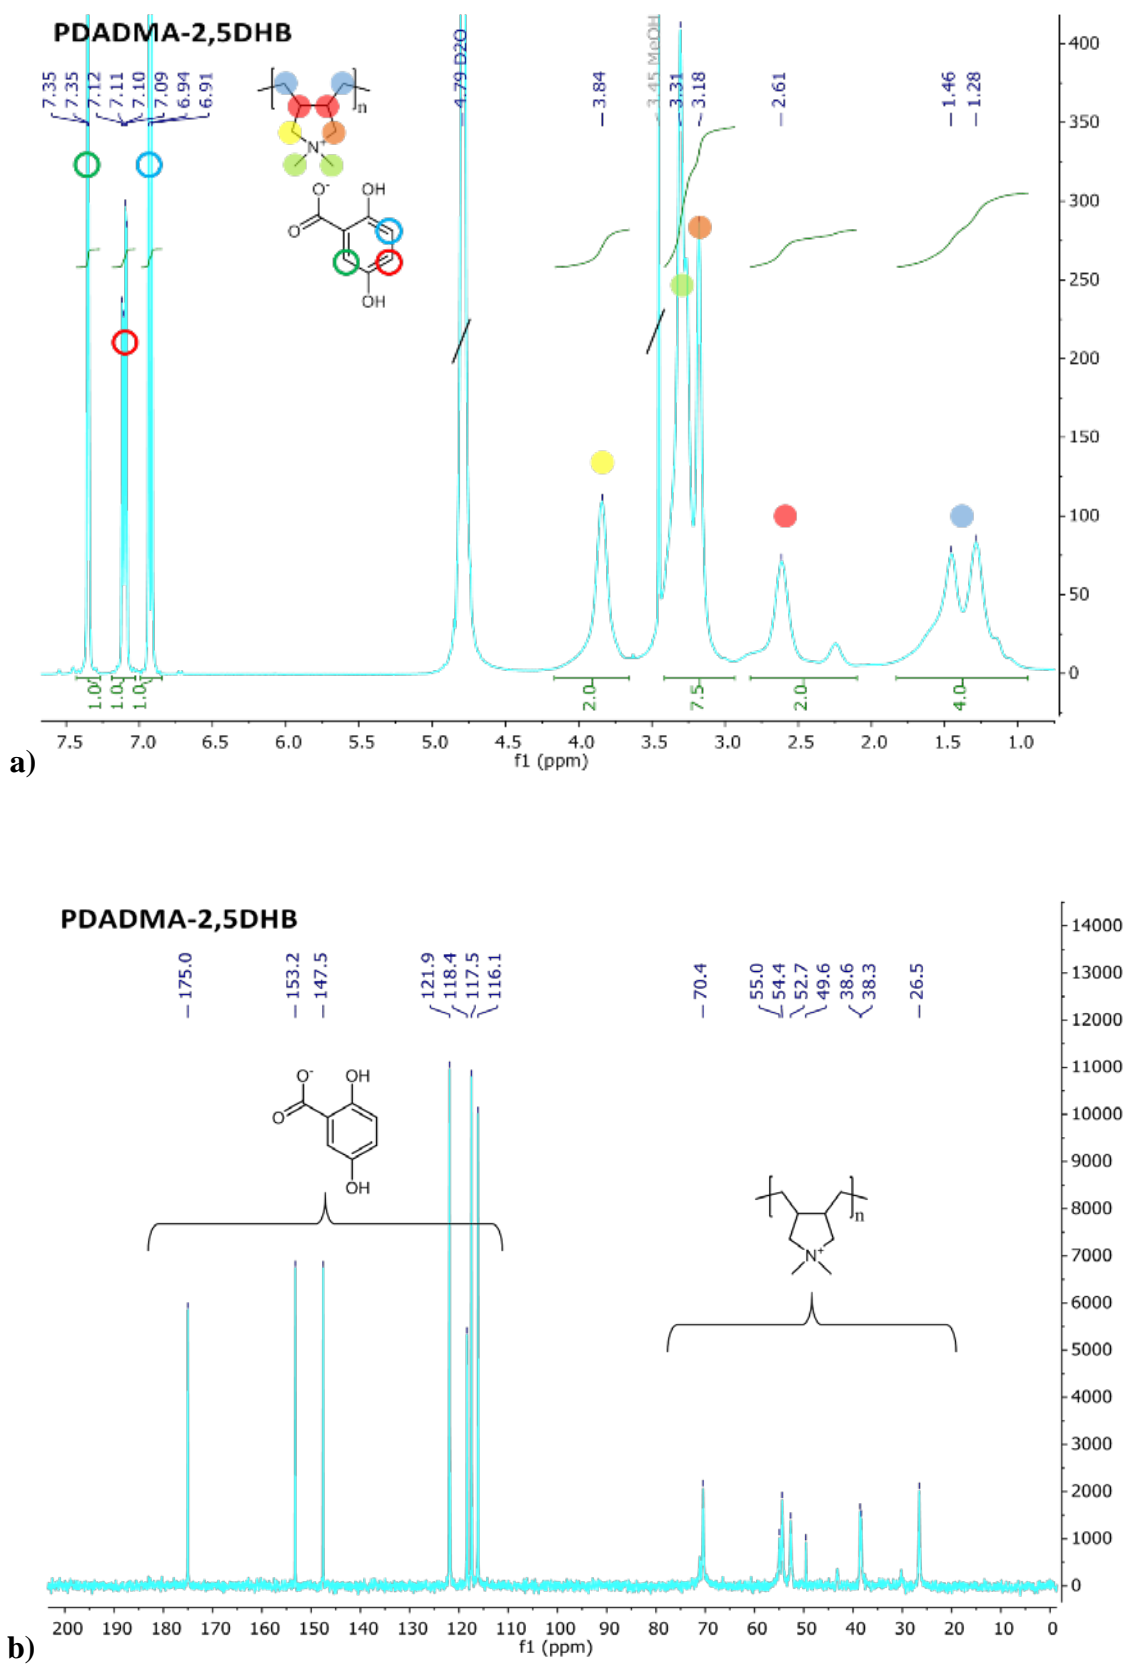 PDADMA-2,5DHB
7.35
7.35
7.12
7.11
7.10
7.09
6.94
6.91
4.79 D2O
3.84
3.45 MeOH
3.31
3.18
2.61
1.46
1.28
n
N+
O-
OH
O
OH
400
350
300
250
200
150
100
50
0
1.0
1.0
1.0
2.0
7.5
2.0
4.0
7.5 7.0 6.5 6.0 5.5 5.0 4.5 4.0 3.5 3.0 2.5 2.0 1.5 1.0
f1 (ppm)
a)
PDADMA-2,5DHB
175.0
153.2
147.5
121.9
118.4
117.5
116.1
70.4
55.0
54.4
52.7
49.6
38.6
38.3
26.5
O-
OH
O
OH
n
N+
14000
13000
12000
11000
10000
9000
8000
7000
6000
5000
4000
3000
2000
1000
0
200 190 180 170 160 150 140 130 120 110 100 90 80 70 60 50 40 30 20 10 0
f1 (ppm)
b)